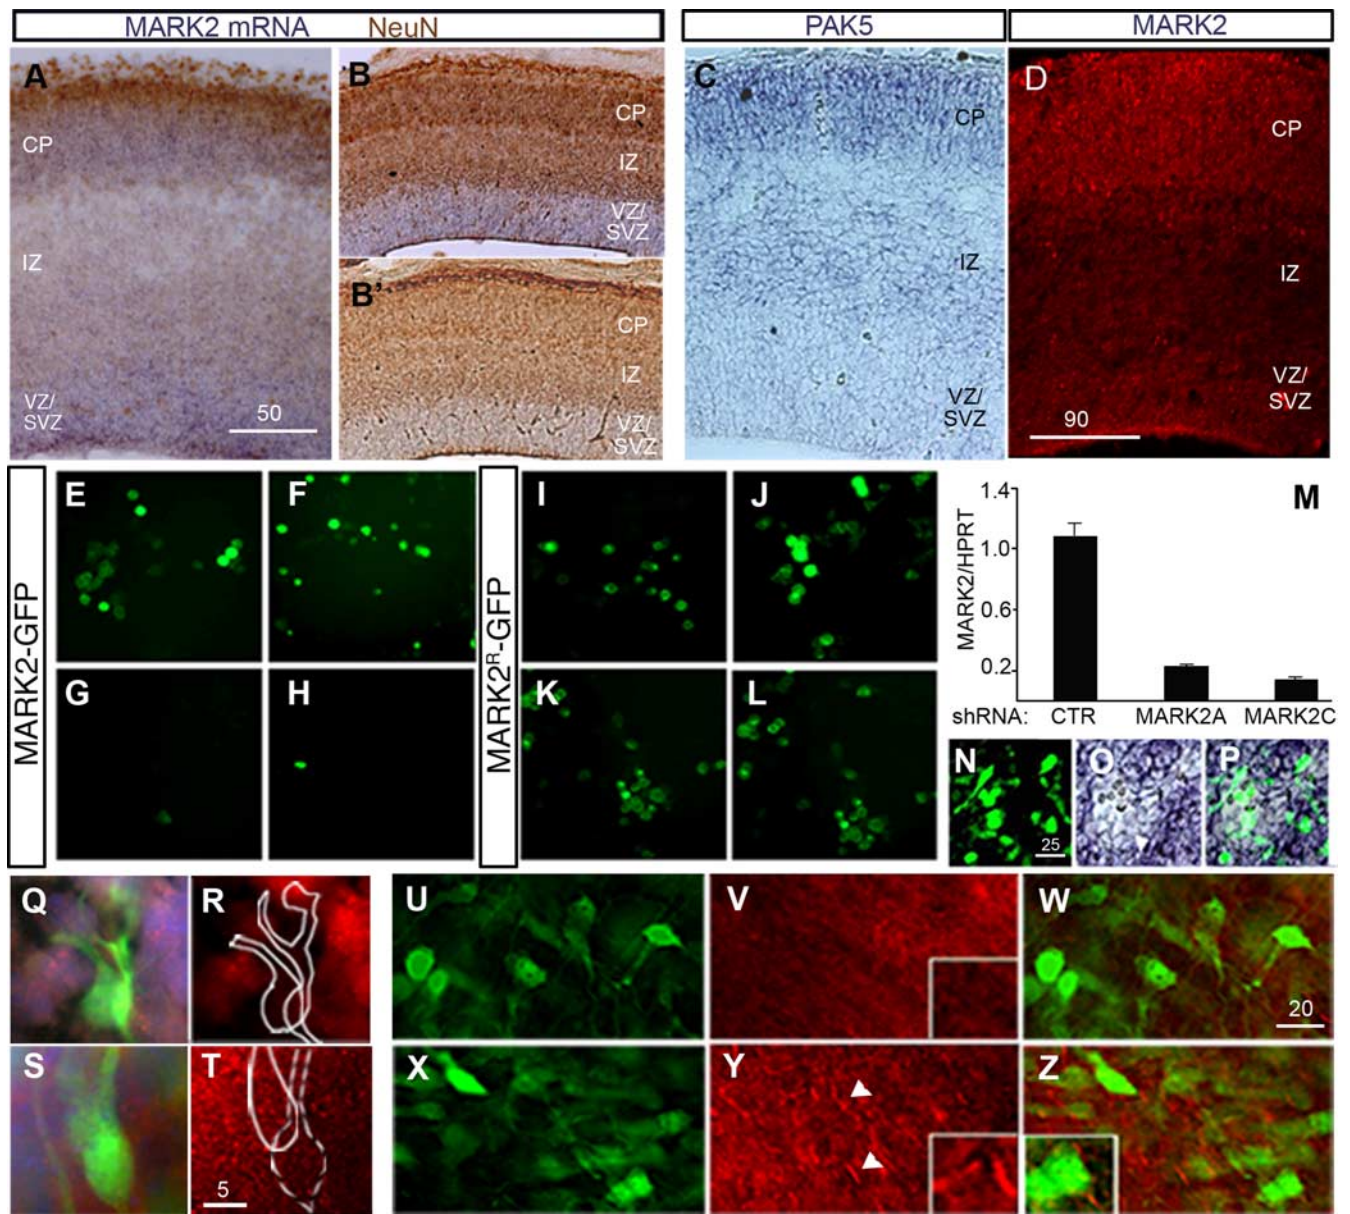 MARK2 mRNA NeuN
PAK5
MARK2
A
CP
IZ
VZ/
SVZ
50
B
CP
IZ
VZ/
SVZ
B'
CP
IZ
VZ/
SVZ
C
CP
IZ
VZ/
SVZ
D
CP
IZ
VZ/
SVZ
90
MARK2-GFP
E
F
G
H
MARK2ᴿ-GFP
I
J
K
L
M
MARK2/HPRT
1.4
1.0
0.6
0.2
shRNA: CTR MARK2A MARK2C
N
25
O
P
Q
R
S
T
5
U
V
W
20
X
Y
Z